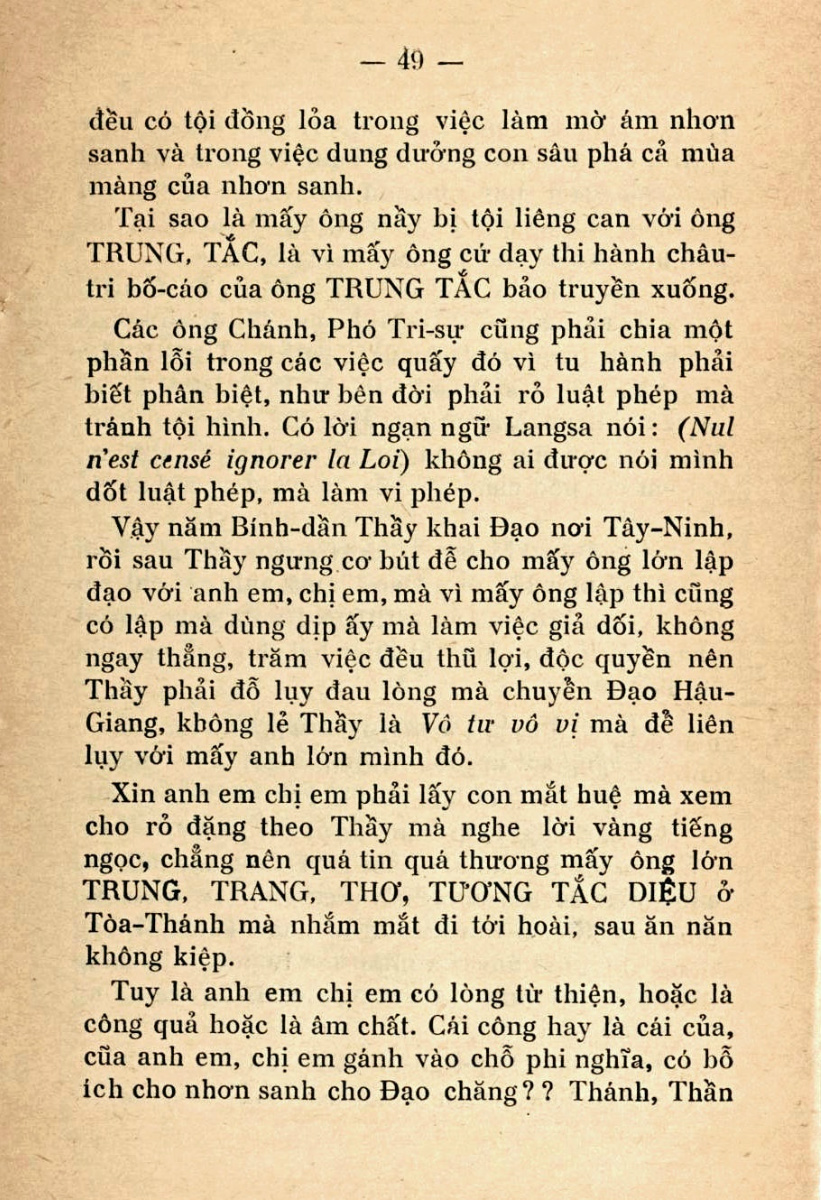 — 49 —
đều có tội đồng lỏa trong việc làm mờ ám nhơn
sanh và trong việc dung dưởng con sâu phá cả mùa
màng của nhơn sanh.
Tại sao là mấy ông nầy bị tội liêng can với ông
TRUNG, TẮC, là vì mấy ông cứ dạy thi hành châu-
tri bố-cáo của ông TRUNG TẮC bảo truyền xuống.
Các ông Chánh, Phó Tri-sự cũng phải chia một
phần lỗi trong các việc quấy đó vì tu hành phải
biết phân biệt, như bên đời phải rỏ luật phép mà
tránh tội hình. Có lời ngạn ngữ Langsa nói: (Nul
n'est censé ignorer la Loi) không ai được nói mình
dốt luật phép, mà làm vi phép.
Vậy năm Bính-dần Thầy khai Đạo nơi Tây-Ninh,
rồi sau Thầy ngưng cơ bút đễ cho mấy ông lớn lập
đạo với anh em, chị em, mà vì mấy ông lập thì cũng
có lập mà dùng dịp ấy mà làm việc giả dối, không
ngay thẳng, trăm việc đều thũ lợi, độc quyền nên
Thầy phải đỗ lụy đau lòng mà chuyễn Đạo Hậu-
Giang, không lẻ Thầy là Vô tư vô vị mà đề liên
lụy với mấy anh lớn mình đó.
Xin anh em chị em phải lấy con mắt huệ mà xem
cho rỏ đặng theo Thầy mà nghe lời vàng tiếng
ngọc, chẳng nên quá tin quá thương mấy ông lớn
TRUNG, TRANG, THƠ, TƯƠNG TẮC DIỆU ở
Tòa-Thánh mà nhắm mắt đi tới hoài, sau ăn năn
không kiệp.
Tuy là anh em chị em có lòng từ thiện, hoặc là
công quả hoặc là âm chất. Cái công hay là cái của,
cũa anh em, chị em gánh vào chỗ phi nghĩa, có bỗ
ích cho nhơn sanh cho Đạo chăng?? Thánh, Thần